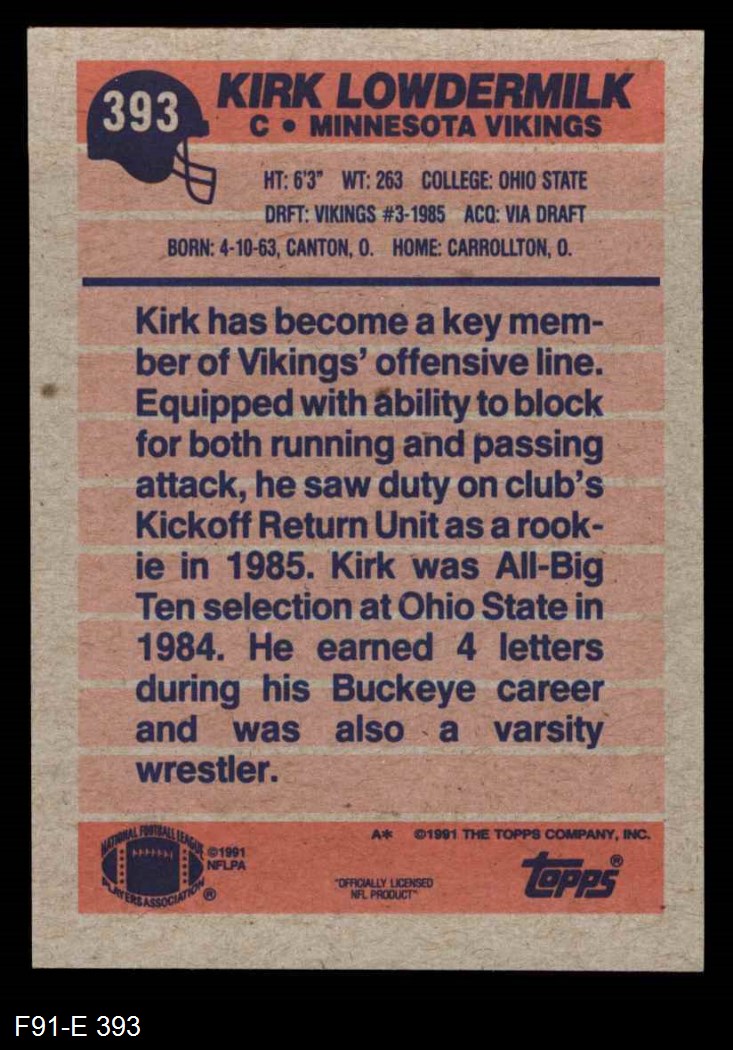 393
KIRK LOWDERMILK
C • MINNESOTA VIKINGS
HT: 6'3" WT: 263 COLLEGE: OHIO STATE
DRFT: VIKINGS #3-1985 ACQ: VIA DRAFT
BORN: 4-10-63, CANTON, O. HOME: CARROLLTON, O.
Kirk has become a key mem-
ber of Vikings' offensive line.
Equipped with ability to block
for both running and passing
attack, he saw duty on club's
Kickoff Return Unit as a rook-
ie in 1985. Kirk was All-Big
Ten selection at Ohio State in
1984. He earned 4 letters
during his Buckeye career
and was also a varsity
wrestler.
NATIONAL FOOTBALL LEAGUE
PLAYERS ASSOCIATION ®
©1991
NFLPA
A* ©1991 THE TOPPS COMPANY, INC.
"OFFICIALLY LICENSED
NFL PRODUCT"
topps®
F91-E 393